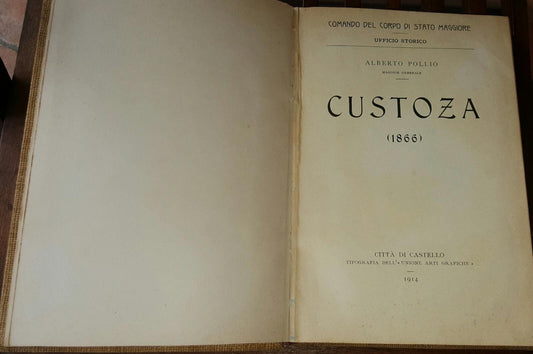 COMANDO DEL CORPO DI STATO MAGGIORE
UFFICIO STORICO
ALBERTO POLLIO
MAGGIOR GENERALE
CUSTOZA
(1866)
CITTÀ DI CASTELLO
TIPOGRAFIA DELL'«UNIONE ARTI GRAFICHE»
1914